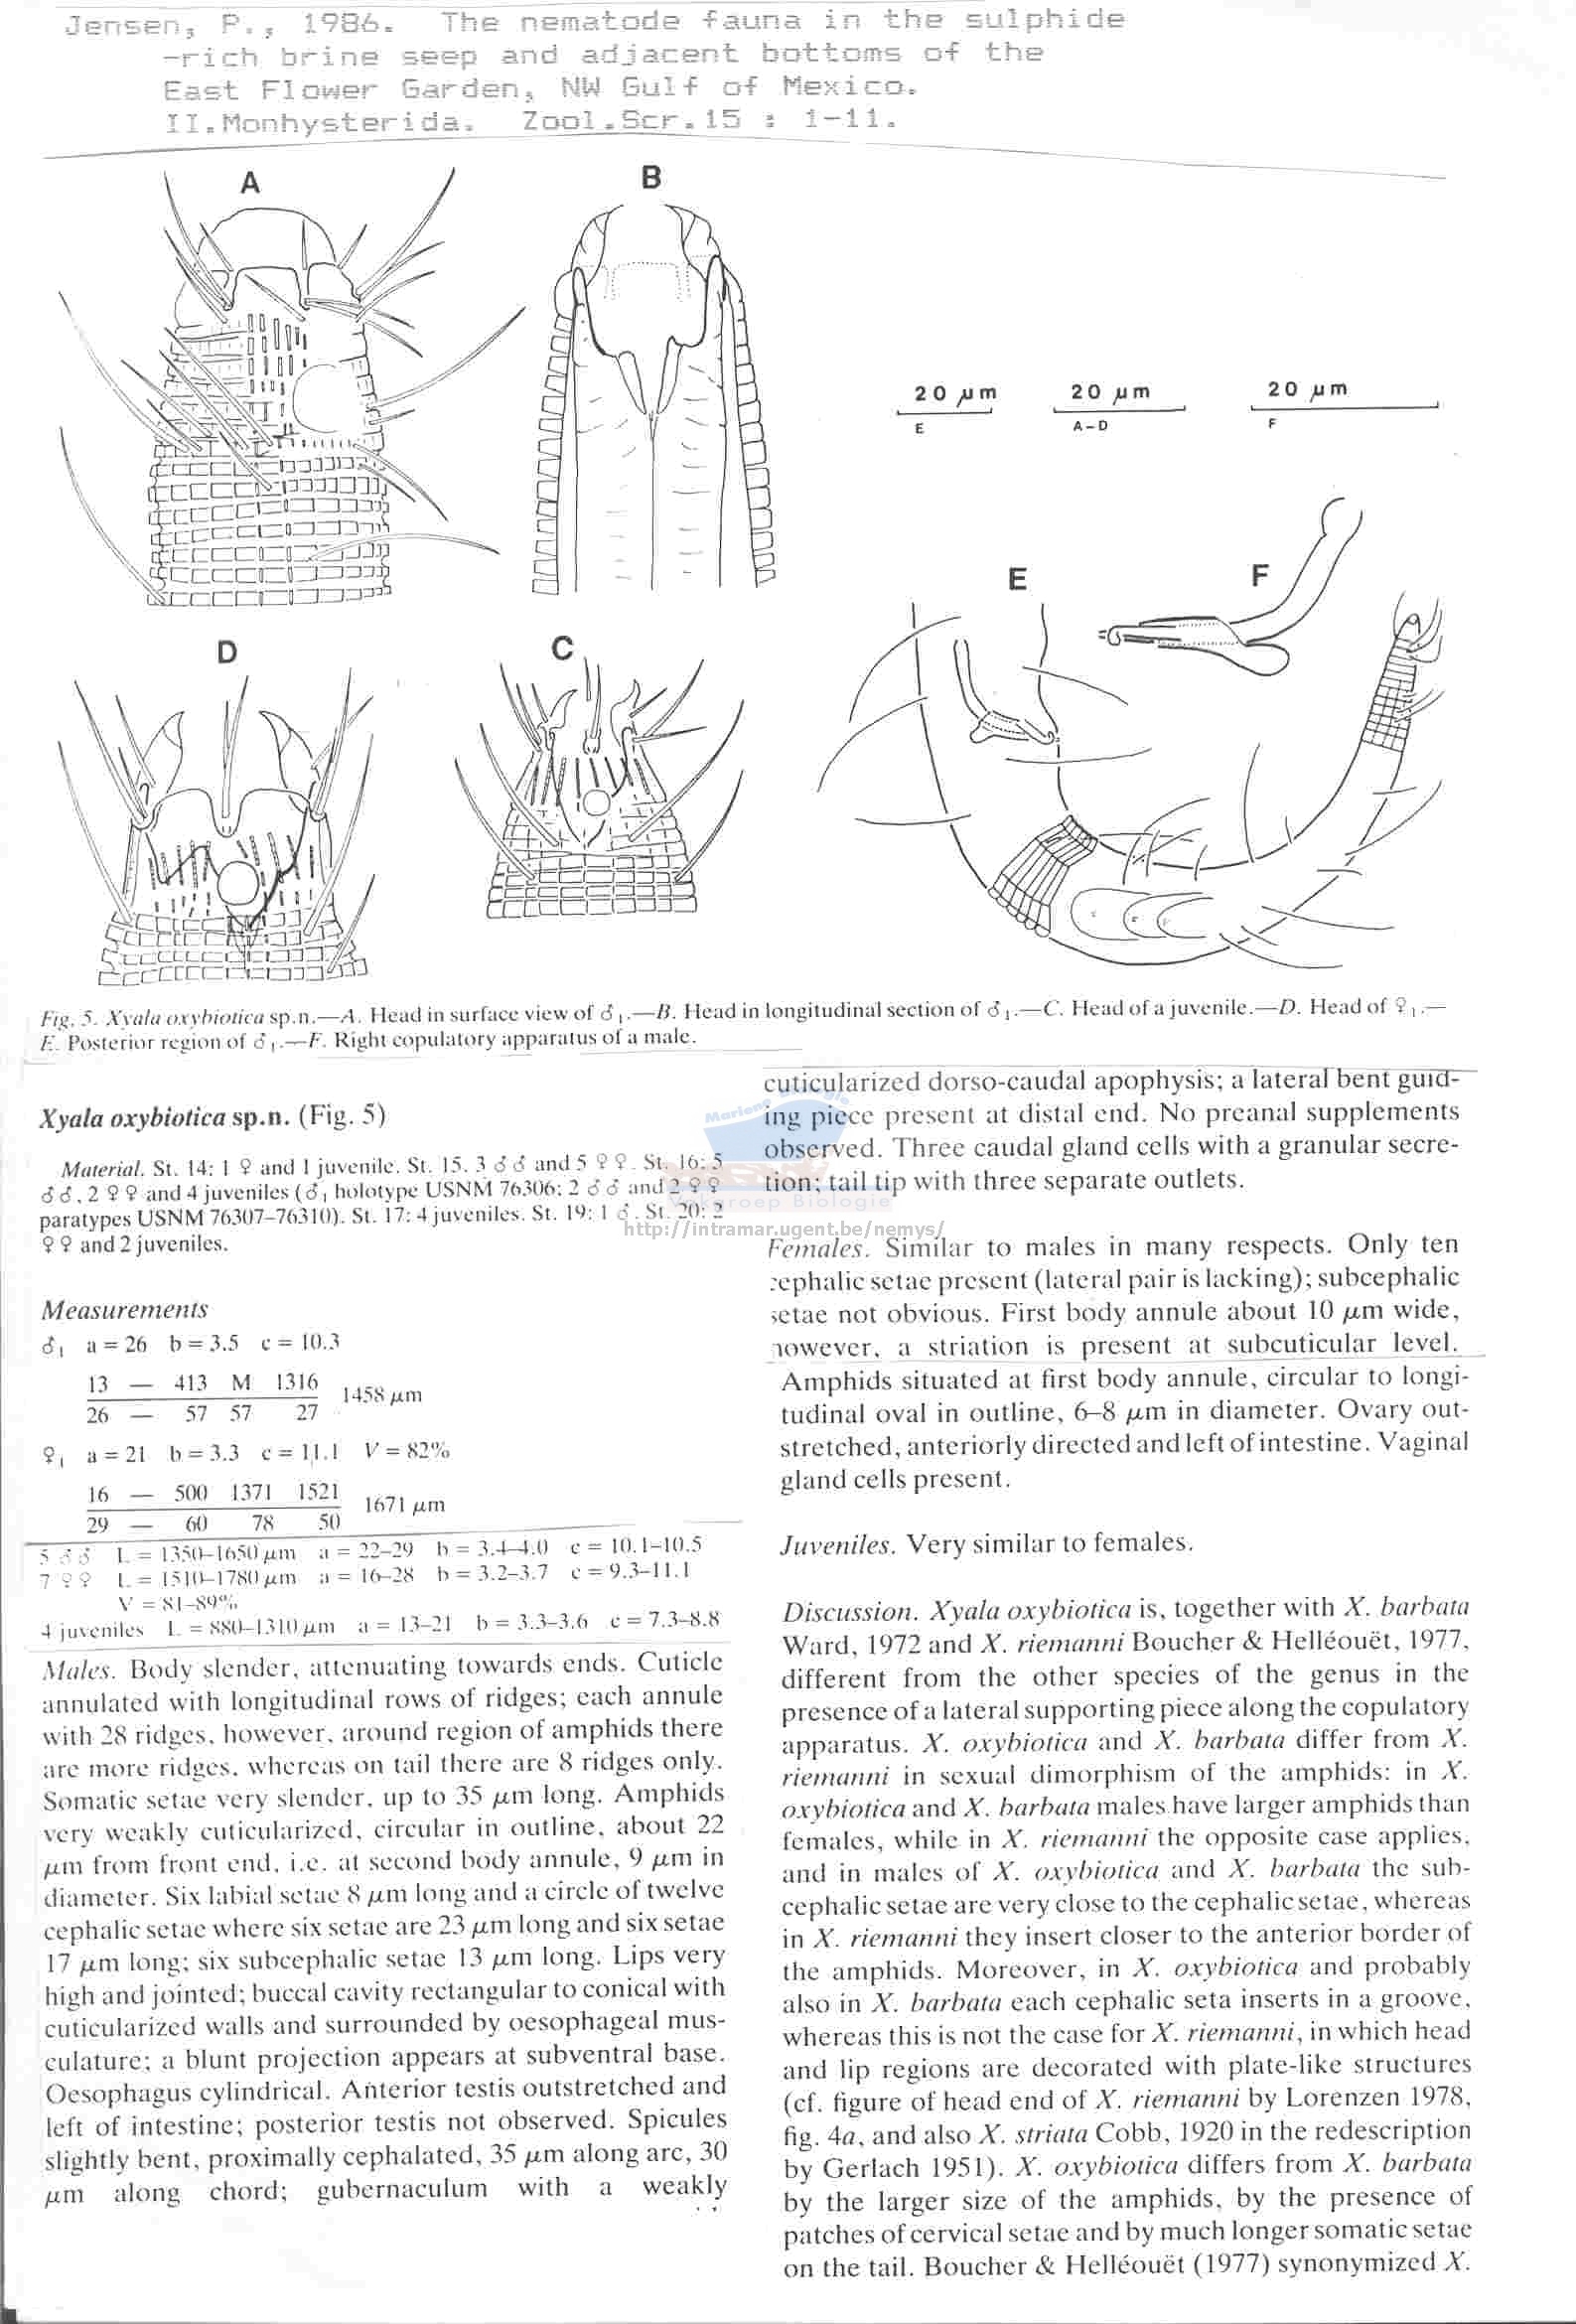 Jensen, P., 1986. The nematode fauna in the sulphide
-rich brine seep and adjacent bottoms of the
East Flower Garden, NW Gulf of Mexico.
II.Monhysterida. Zool.Scr.15 : 1-11.
A
B
20 µm
E
20 µm
A–D
20 µm
F
E
F
D
C
Fig. 5. Xyala oxybiotica sp.n.—A. Head in surface view of ♂₁.—B. Head in longitudinal section of ♂₁.—C. Head of a juvenile.—D. Head of ♀₁.—
E. Posterior region of ♂₁.—F. Right copulatory apparatus of a male.
Xyala oxybiotica sp.n. (Fig. 5)
Material. St. 14: 1 ♀ and 1 juvenile. St. 15. 3 ♂♂ and 5 ♀♀. St. 16: 5
♂♂, 2 ♀♀ and 4 juveniles (♂₁ holotype USNM 76306: 2 ♂♂ and 2 ♀♀
paratypes USNM 76307–76310). St. 17: 4 juveniles. St. 19: 1 ♂. St. 20: 2
♀♀ and 2 juveniles.
Measurements
♂₁ a = 26 b = 3.5 c = 10.3
13 — 413 M 1316
26 — 57 57 27
1458 µm
♀₁ a = 21 b = 3.3 c = 11.1 V = 82%
16 — 500 1371 1521
29 — 60 78 50
1671 µm
5 ♂♂ L = 1350–1650 µm a = 22–29 b = 3.4–4.0 c = 10.1–10.5
7 ♀♀ L = 1510–1780 µm a = 16–28 b = 3.2–3.7 c = 9.3–11.1
V = 81–89%
4 juveniles L = 880–1310 µm a = 13–21 b = 3.3–3.6 c = 7.3–8.8
Males. Body slender, attenuating towards ends. Cuticle
annulated with longitudinal rows of ridges; each annule
with 28 ridges, however, around region of amphids there
are more ridges, whereas on tail there are 8 ridges only.
Somatic setae very slender, up to 35 µm long. Amphids
very weakly cuticularized, circular in outline, about 22
µm from front end, i.e. at second body annule, 9 µm in
diameter. Six labial setae 8 µm long and a circle of twelve
cephalic setae where six setae are 23 µm long and six setae
17 µm long; six subcephalic setae 13 µm long. Lips very
high and jointed; buccal cavity rectangular to conical with
cuticularized walls and surrounded by oesophageal mus-
culature; a blunt projection appears at subventral base.
Oesophagus cylindrical. Anterior testis outstretched and
left of intestine; posterior testis not observed. Spicules
slightly bent, proximally cephalated, 35 µm along arc, 30
µm along chord; gubernaculum with a weakly
cuticularized dorso-caudal apophysis; a lateral bent guid-
ing piece present at distal end. No preanal supplements
observed. Three caudal gland cells with a granular secre-
tion; tail tip with three separate outlets.
Mariene Biologie
Vakgroep Biologie
http://intramar.ugent.be/nemys/
Females. Similar to males in many respects. Only ten
cephalic setae present (lateral pair is lacking); subcephalic
setae not obvious. First body annule about 10 µm wide,
however, a striation is present at subcuticular level.
Amphids situated at first body annule, circular to longi-
tudinal oval in outline, 6–8 µm in diameter. Ovary out-
stretched, anteriorly directed and left of intestine. Vaginal
gland cells present.
Juveniles. Very similar to females.
Discussion. Xyala oxybiotica is, together with X. barbata
Ward, 1972 and X. riemanni Boucher & Helléouët, 1977,
different from the other species of the genus in the
presence of a lateral supporting piece along the copulatory
apparatus. X. oxybiotica and X. barbata differ from X.
riemanni in sexual dimorphism of the amphids: in X.
oxybiotica and X. barbata males have larger amphids than
females, while in X. riemanni the opposite case applies,
and in males of X. oxybiotica and X. barbata the sub-
cephalic setae are very close to the cephalic setae, whereas
in X. riemanni they insert closer to the anterior border of
the amphids. Moreover, in X. oxybiotica and probably
also in X. barbata each cephalic seta inserts in a groove,
whereas this is not the case for X. riemanni, in which head
and lip regions are decorated with plate-like structures
(cf. figure of head end of X. riemanni by Lorenzen 1978,
fig. 4a, and also X. striata Cobb, 1920 in the redescription
by Gerlach 1951). X. oxybiotica differs from X. barbata
by the larger size of the amphids, by the presence of
patches of cervical setae and by much longer somatic setae
on the tail. Boucher & Helléouët (1977) synonymized X.